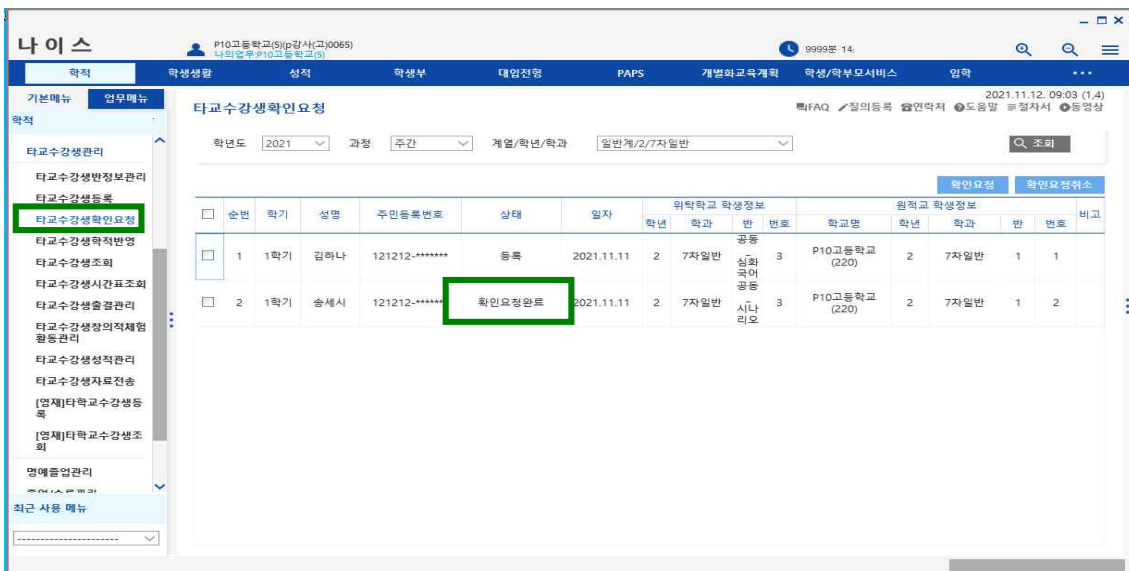 나이스
P10고등학교(5)(p강사(고)0065)
나의업무:P10고등학교(5)
9999분 14:
학적 학생생활 성적 학생부 대입전형 PAPS 개별화교육계획 학생/학부모서비스 입학 •••
기본메뉴 업무메뉴
학적
타교수강생관리
타교수강생반정보관리
타교수강생등록
타교수강생확인요청
타교수강생학적반영
타교수강생조회
타교수강생시간표조회
타교수강생출결관리
타교수강생창의적체험
활동관리
타교수강생성적관리
타교수강생자료전송
[영재]타학교수강생등
록
[영재]타학교수강생조
회
명예졸업관리
최근 사용 메뉴
----------------------
타교수강생확인요청
2021.11.12. 09:03 (1,4)
FAQ 질의등록 연락처 도움말 절차서 동영상
학년도 2021 과정 주간 계열/학년/학과 일반계/2/7차일반 조회
확인요청 확인요청취소
순번 학기 성명 주민등록번호 상태 일자 위탁학교 학생정보 원적교 학생정보 비고
학년 학과 반 번호 학교명 학년 학과 반 번호
1 1학기 김하나 121212-******* 등록 2021.11.11 2 7차일반 공동_심화국어 3 P10고등학교(220) 2 7차일반 1 1
2 1학기 송세시 121212-****** 확인요청완료 2021.11.11 2 7차일반 공동_시나리오 3 P10고등학교(220) 2 7차일반 1 2